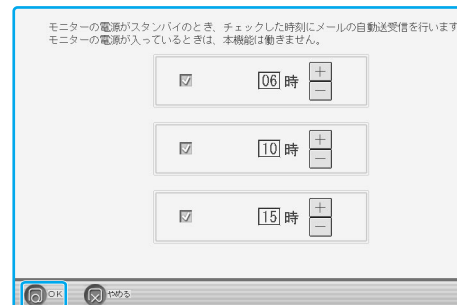 モニターの電源がスタンバイのとき、チェックした時刻にメールの自動送受信を行います
モニターの電源が入っているときは、本機能は働きません。
06 時 +
−
10 時 +
−
15 時 +
−
OK やめる